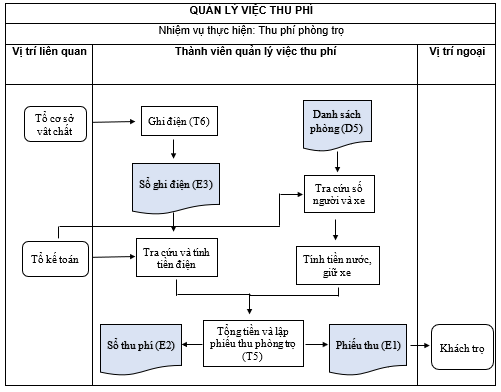 QUẢN LÝ VIỆC THU PHÍ
Nhiệm vụ thực hiện: Thu phí phòng trọ
Vị trí liên quan
Thành viên quản lý việc thu phí
Vị trí ngoại
Tổ cơ sở
vât chất
Ghi điện (T6)
Danh sách
phòng (D5)
Sổ ghi điện (E3)
Tra cứu số
người và xe
Tổ kế toán
Tra cứu và tính
tiền điện
Tính tiền nước,
giữ xe
Sổ thu phí (E2)
Tổng tiền và lập
phiếu thu phòng trọ
(T5)
Phiếu thu (E1)
Khách trọ